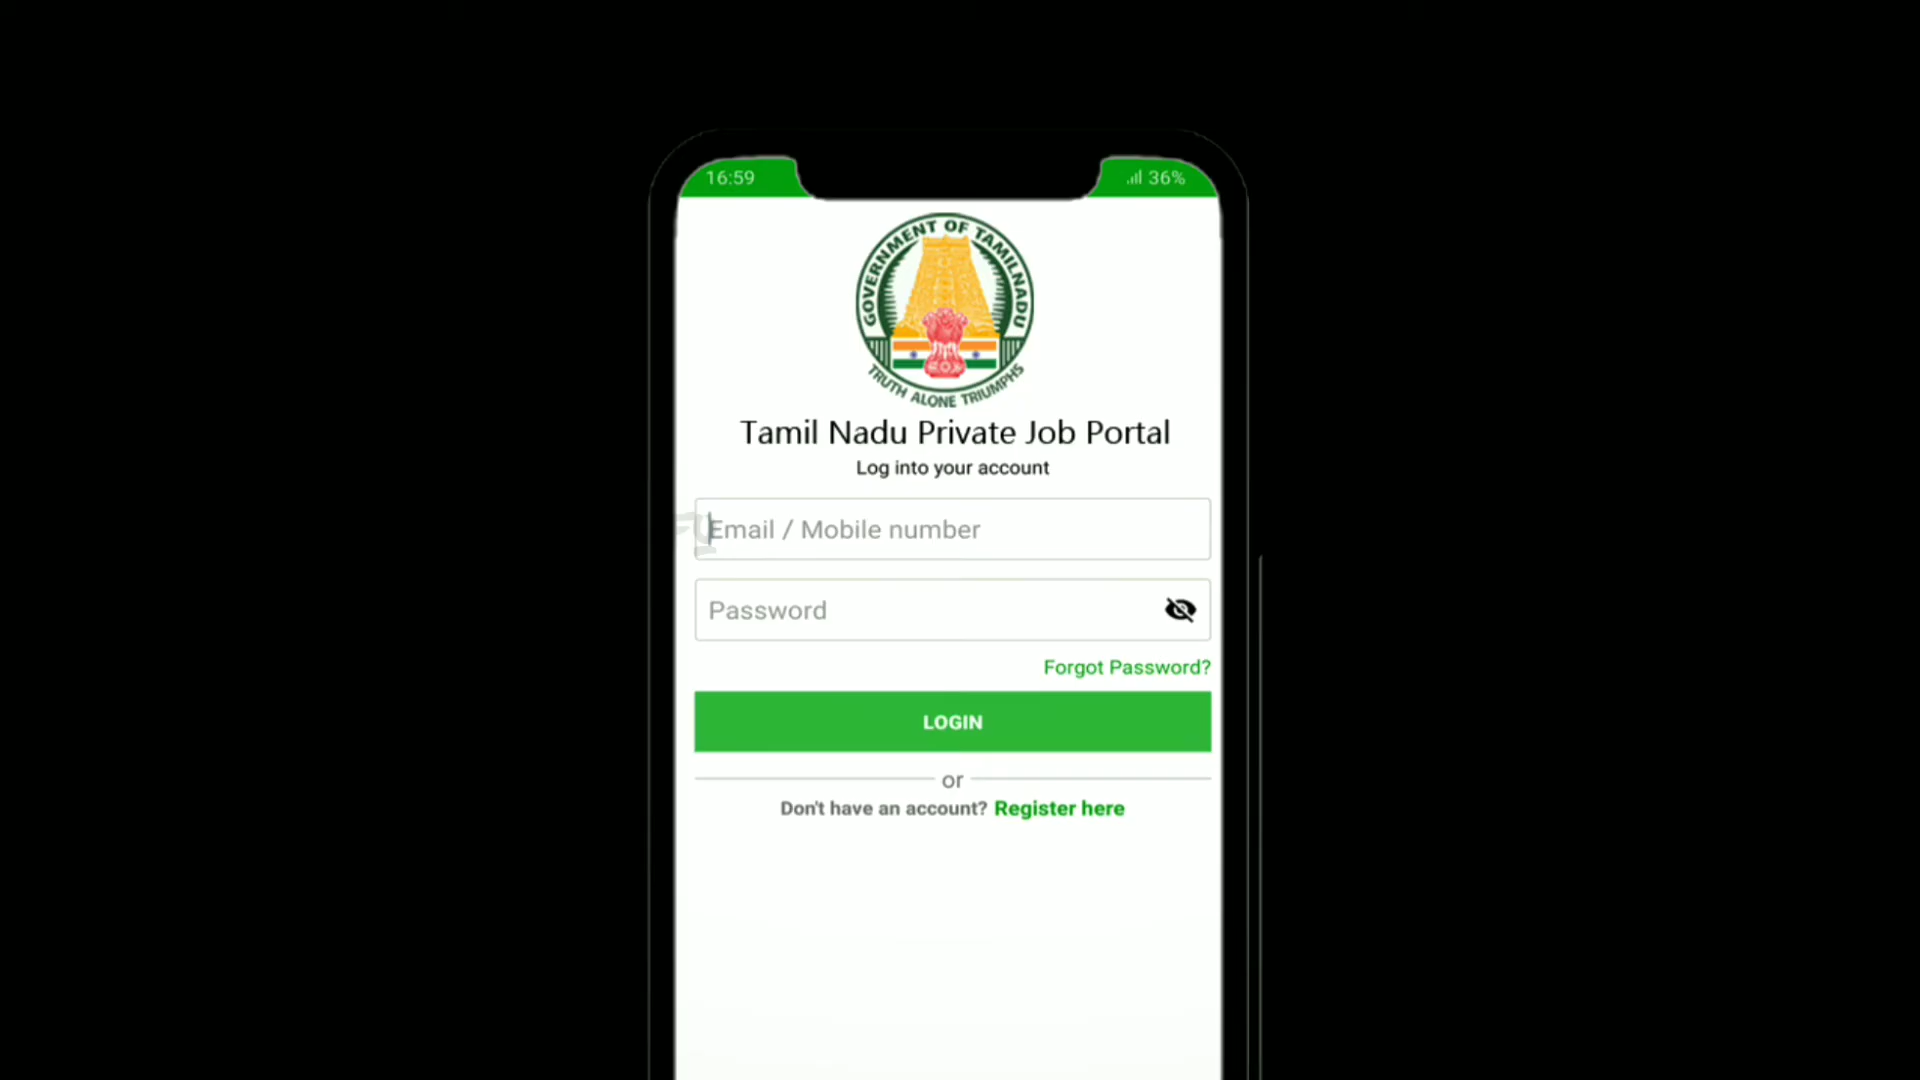 16:59
36%
GOVERNMENT OF TAMILNADU
TRUTH ALONE TRIUMPHS
Tamil Nadu Private Job Portal
Log into your account
Email / Mobile number
Password
Forgot Password?
LOGIN
or
Don't have an account? Register here